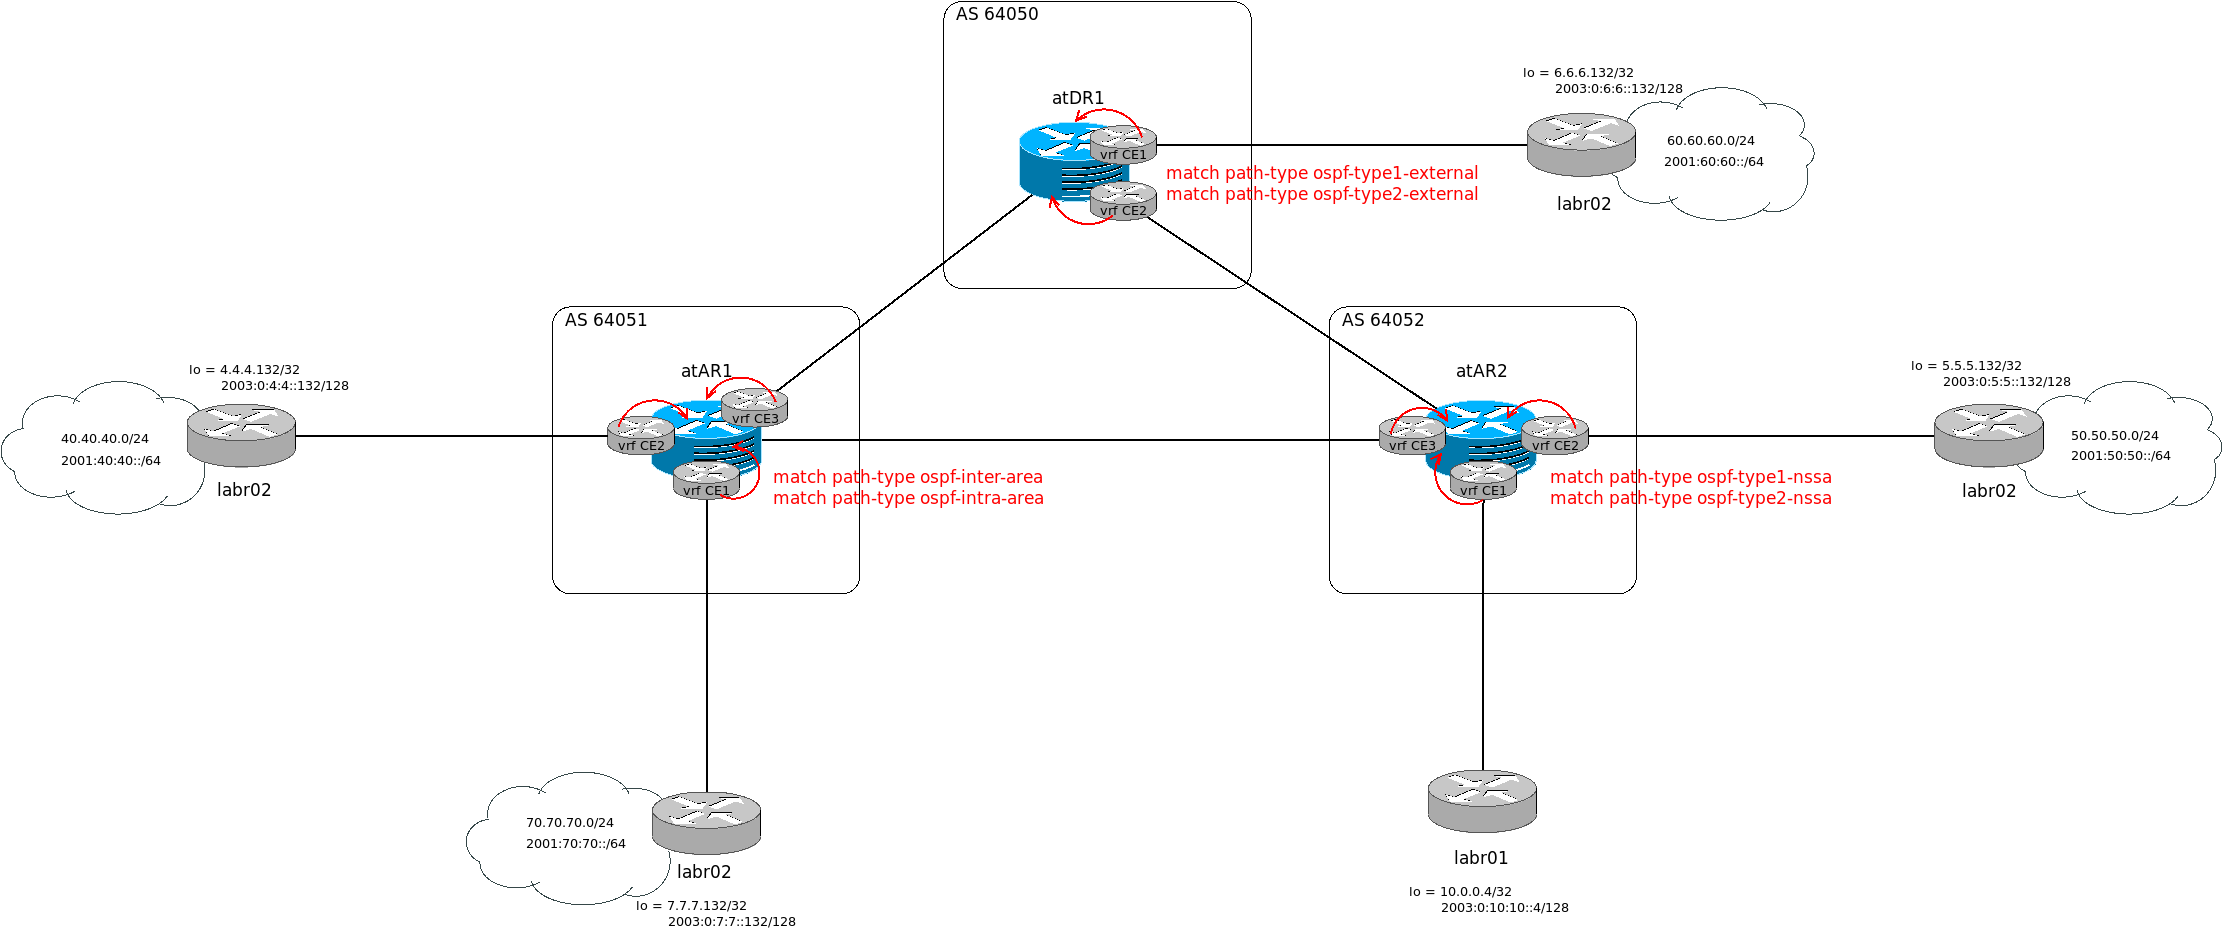 AS 64050
atDR1
vrf CE1
vrf CE2
match path-type ospf-type1-external
match path-type ospf-type2-external
lo = 6.6.6.132/32
2003:0:6:6::132/128
60.60.60.0/24
2001:60:60::/64
labr02
AS 64051
atAR1
vrf CE3
vrf CE2
vrf CE1
match path-type ospf-inter-area
match path-type ospf-intra-area
lo = 4.4.4.132/32
2003:0:4:4::132/128
40.40.40.0/24
2001:40:40::/64
labr02
AS 64052
atAR2
vrf CE3
vrf CE2
vrf CE1
match path-type ospf-type1-nssa
match path-type ospf-type2-nssa
lo = 5.5.5.132/32
2003:0:5:5::132/128
50.50.50.0/24
2001:50:50::/64
labr02
70.70.70.0/24
2001:70:70::/64
labr02
lo = 7.7.7.132/32
2003:0:7:7::132/128
labr01
lo = 10.0.0.4/32
2003:0:10:10::4/128